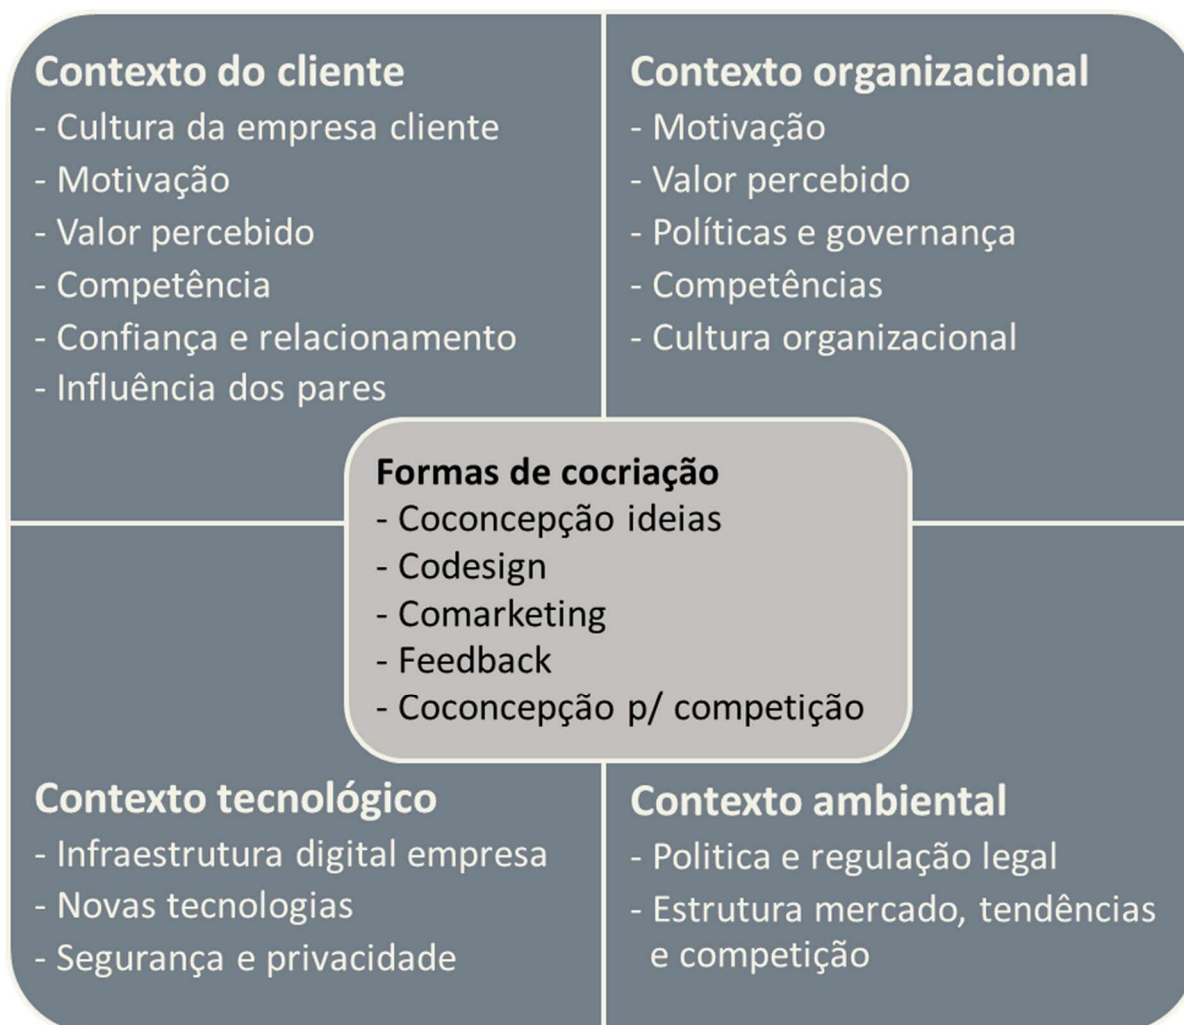 Contexto do cliente
- Cultura da empresa cliente
- Motivação
- Valor percebido
- Competência
- Confiança e relacionamento
- Influência dos pares
Contexto organizacional
- Motivação
- Valor percebido
- Políticas e governança
- Competências
- Cultura organizacional
Formas de cocriação
- Coconcepção ideias
- Codesign
- Comarketing
- Feedback
- Coconcepção p/ competição
Contexto tecnológico
- Infraestrutura digital empresa
- Novas tecnologias
- Segurança e privacidade
Contexto ambiental
- Politica e regulação legal
- Estrutura mercado, tendências
e competição